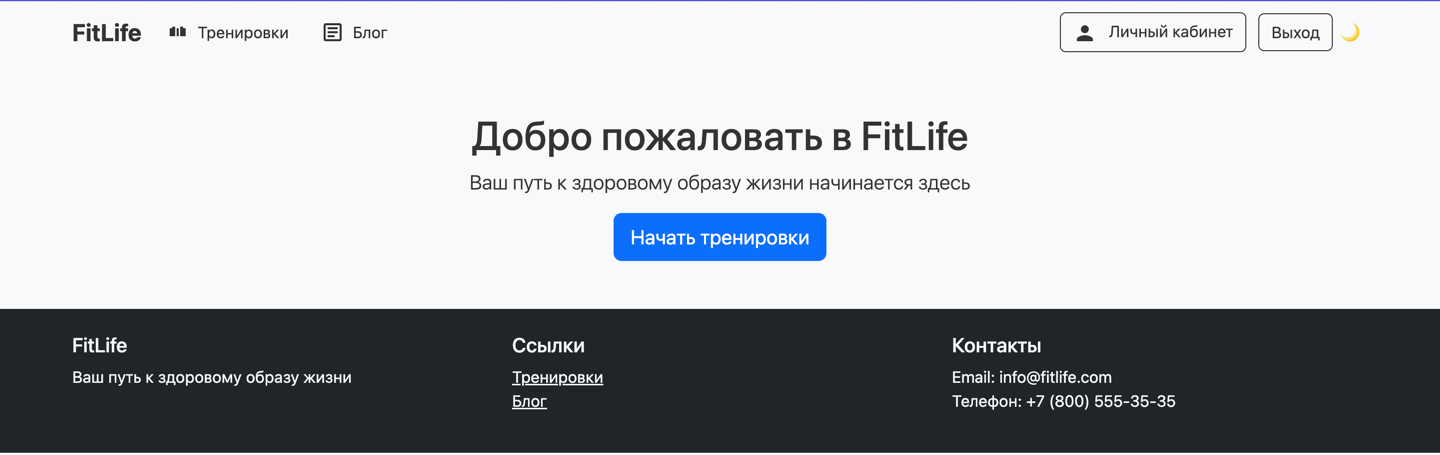 FitLife Тренировки Блог Личный кабинет Выход
Добро пожаловать в FitLife
Ваш путь к здоровому образу жизни начинается здесь
Начать тренировки
FitLife
Ваш путь к здоровому образу жизни
Ссылки
Тренировки
Блог
Контакты
Email: info@fitlife.com
Телефон: +7 (800) 555-35-35